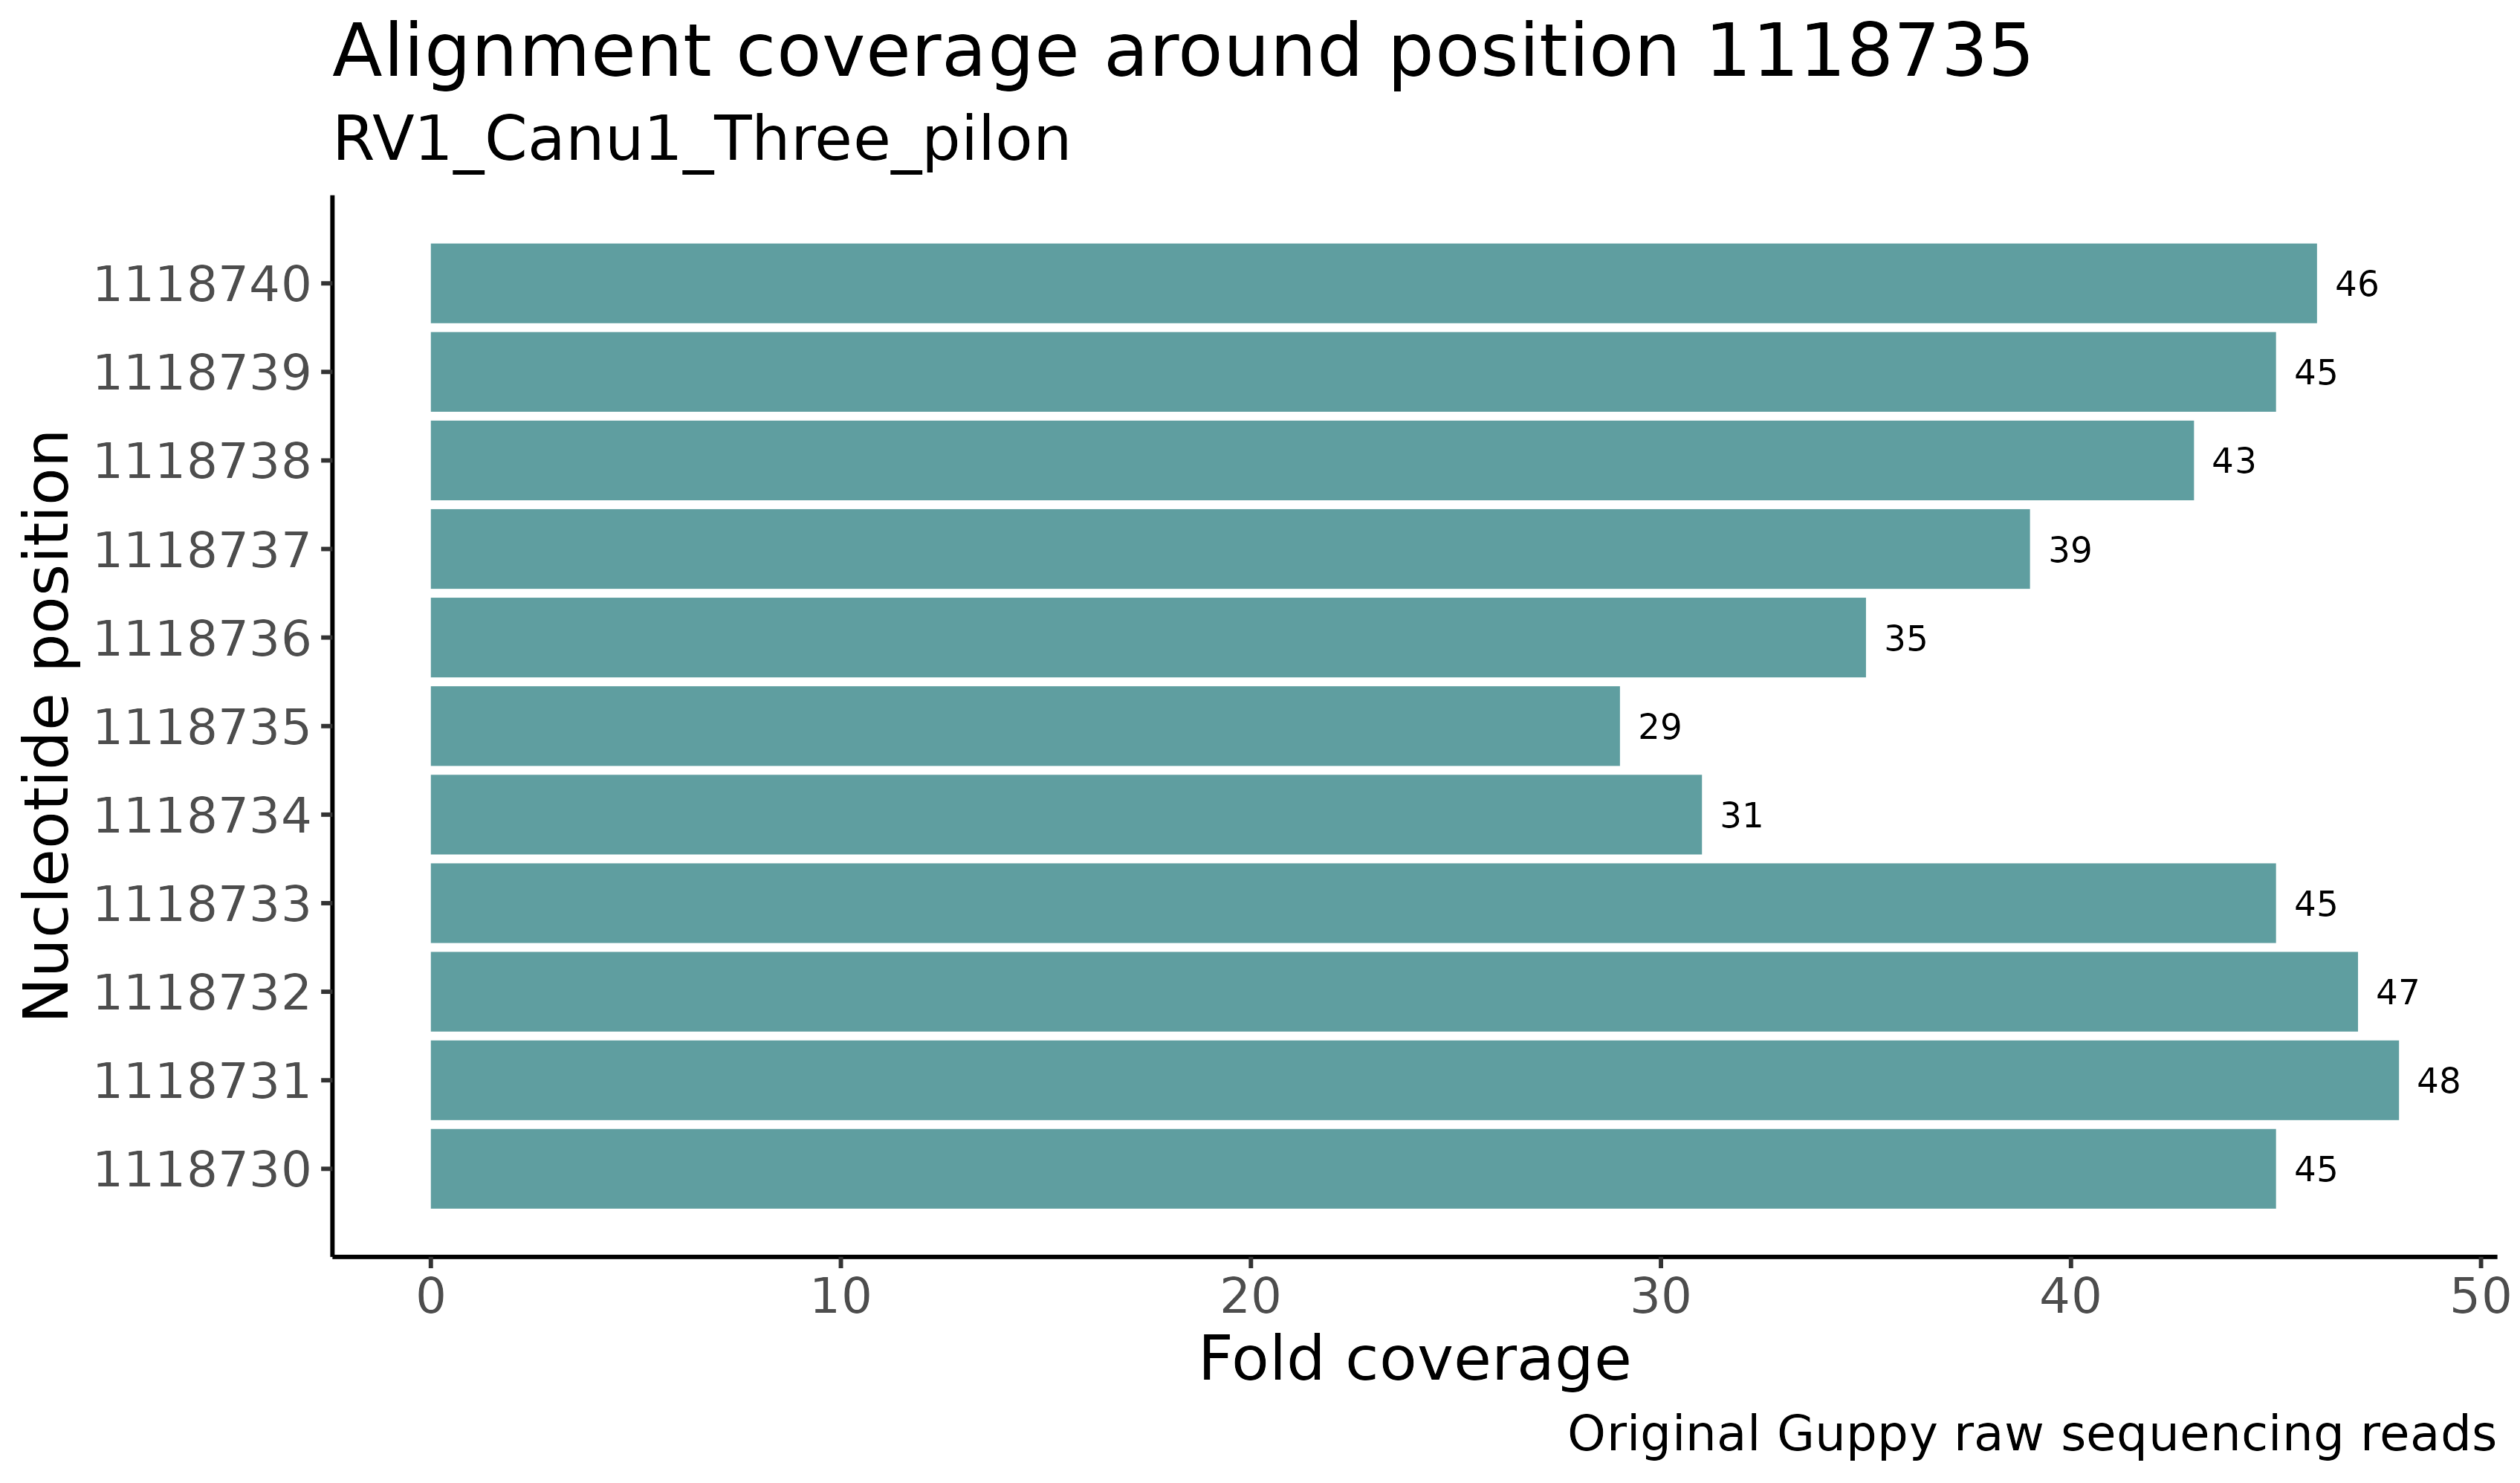 Alignment coverage around position 1118735
RV1_Canu1_Three_pilon
Nucleotide position
1118740 46
1118739 45
1118738 43
1118737 39
1118736 35
1118735 29
1118734 31
1118733 45
1118732 47
1118731 48
1118730 45
0 10 20 30 40 50
Fold coverage
Original Guppy raw sequencing reads